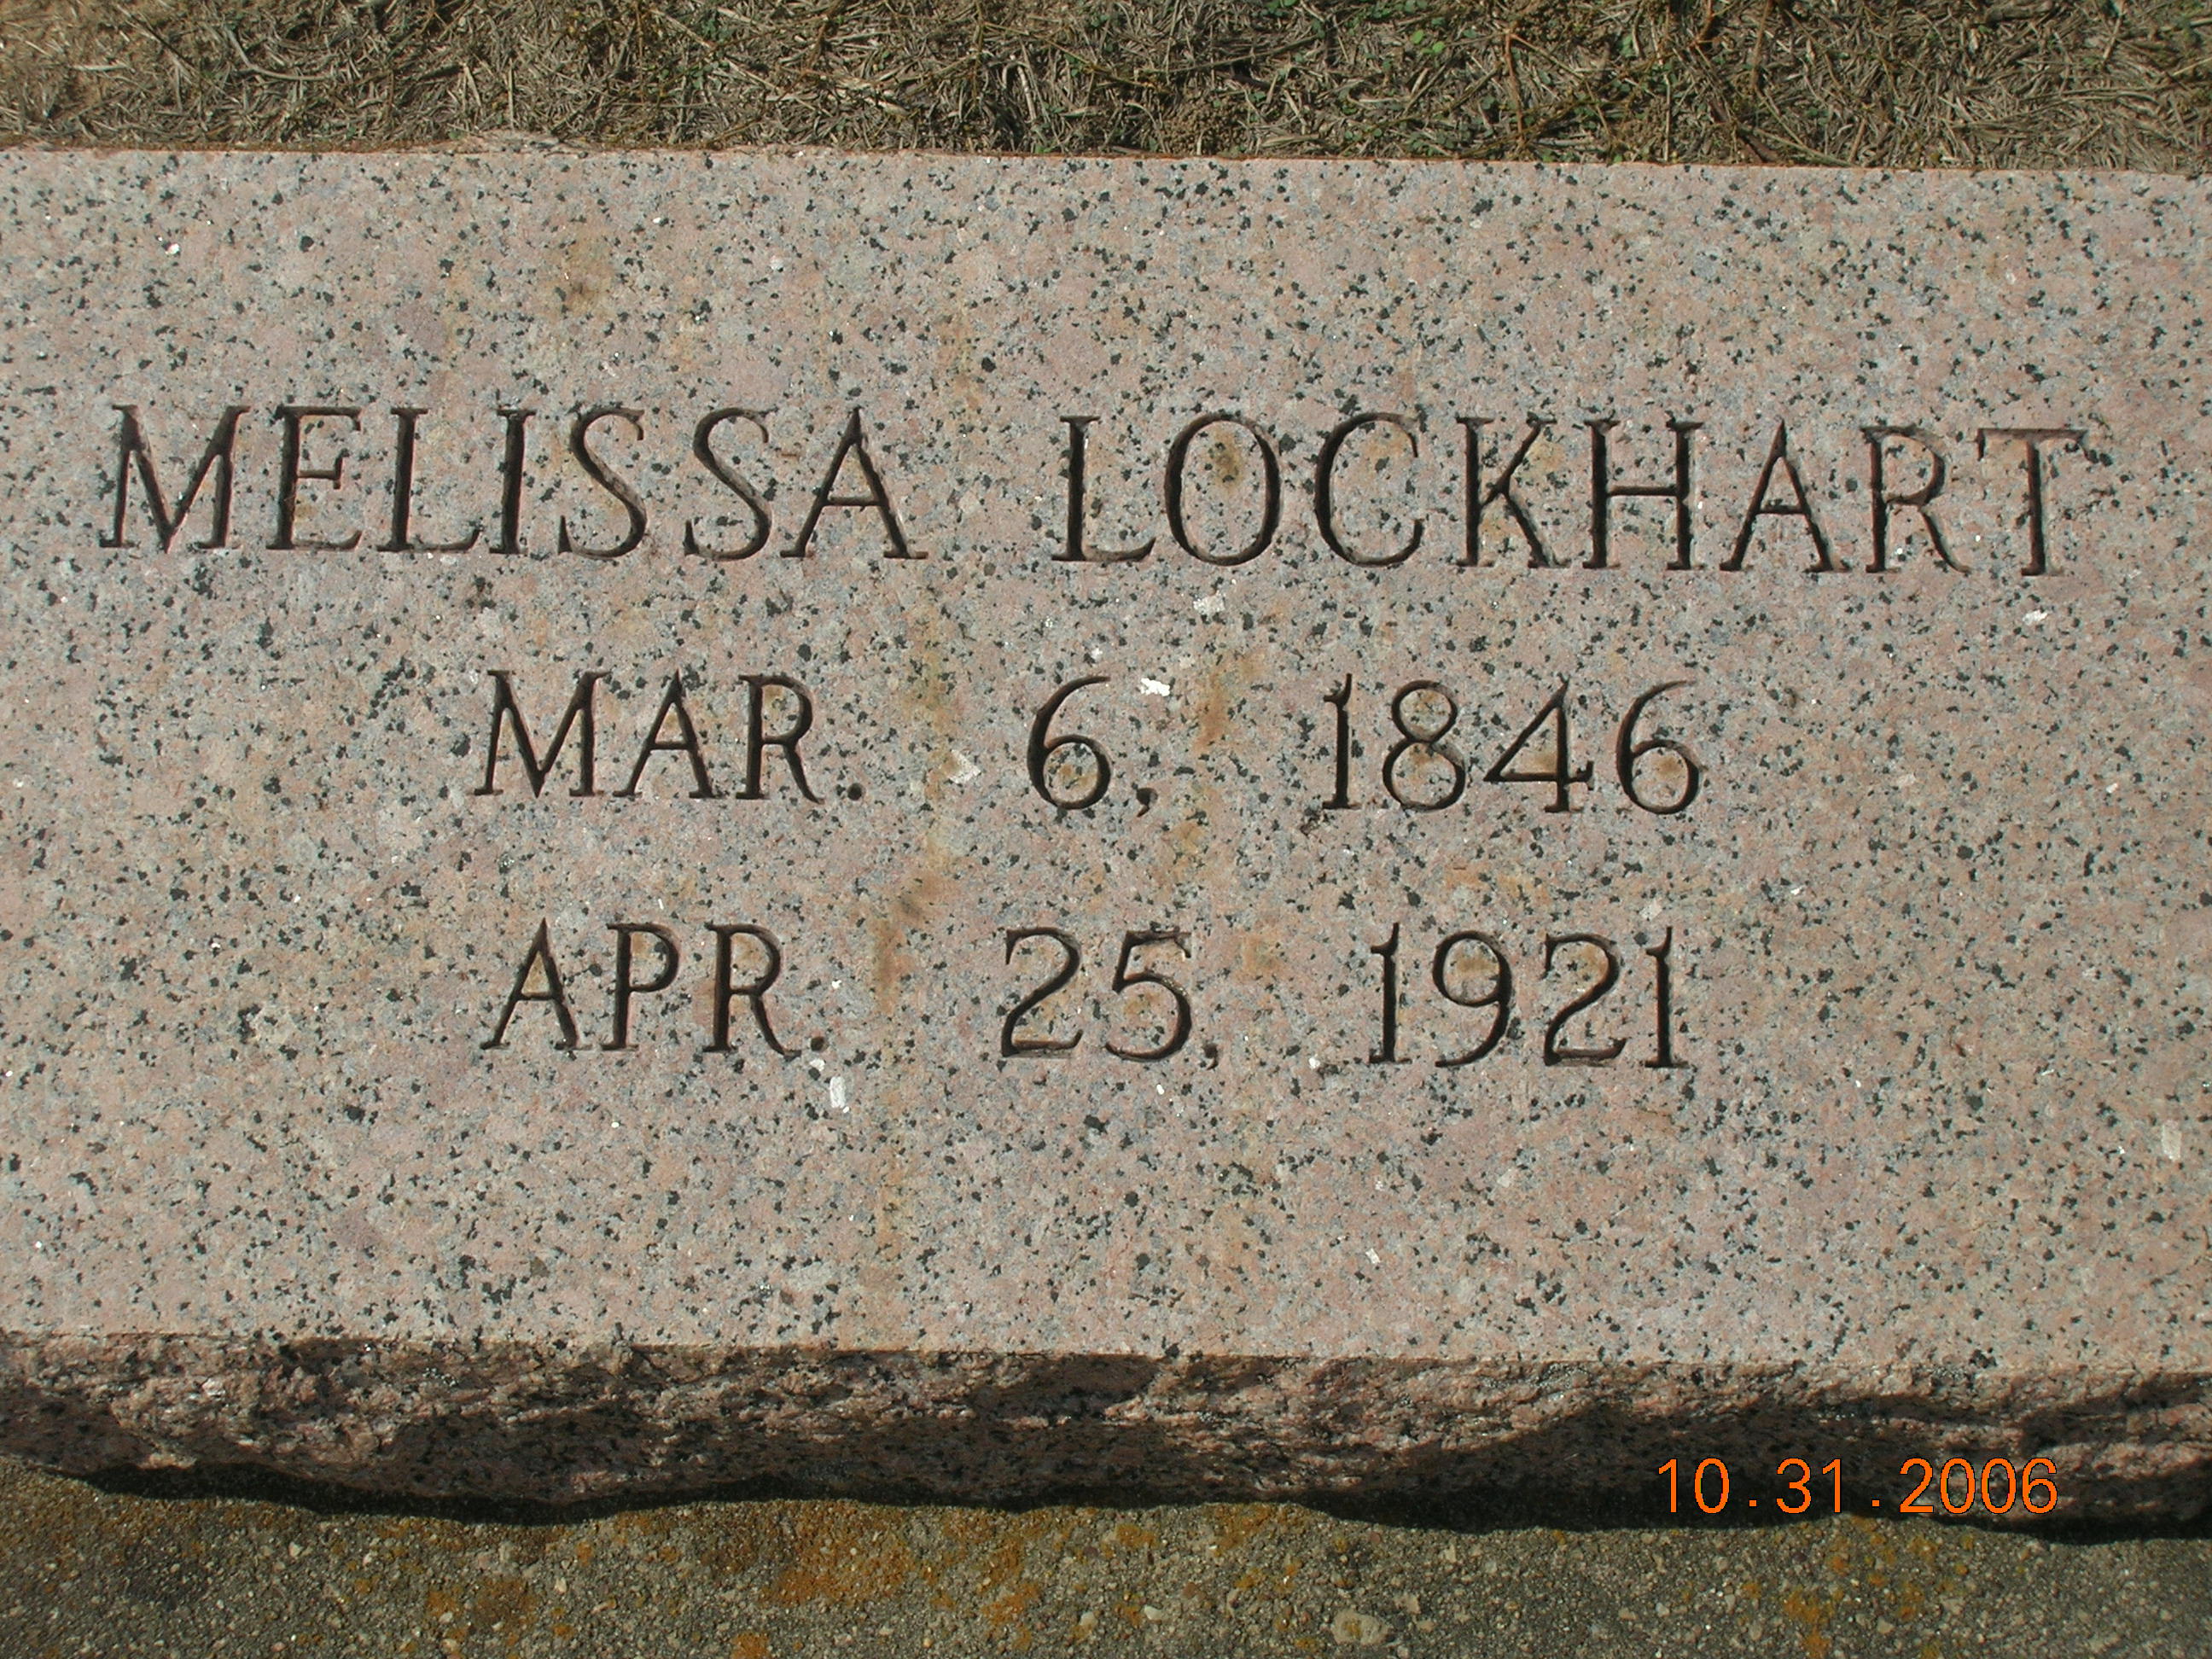 MELISSA LOCKHART
MAR. 6, 1846
APR. 25, 1921
10.31.2006